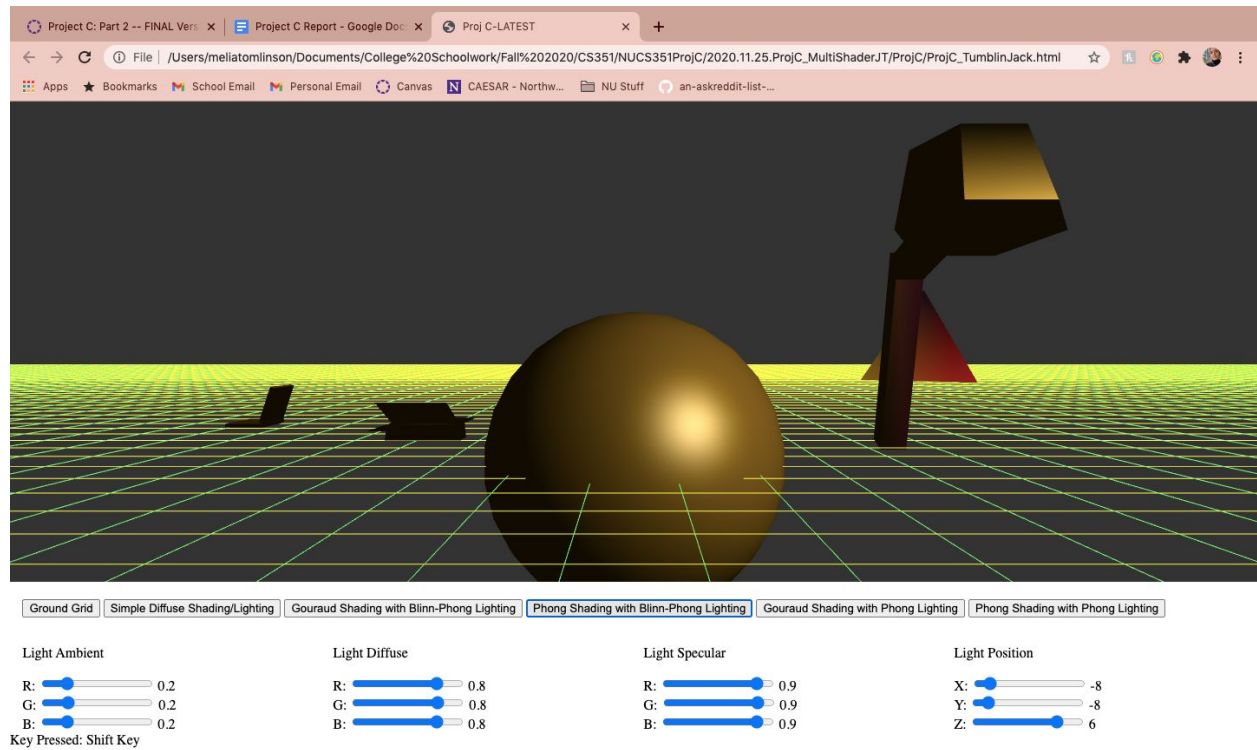 Project C: Part 2 -- FINAL Vers
Project C Report - Google Doc
Proj C-LATEST
File | /Users/meliatomlinson/Documents/College%20Schoolwork/Fall%202020/CS351/NUCS351ProjC/2020.11.25.ProjC_MultiShaderJT/ProjC/ProjC_TumblinJack.html
Apps Bookmarks School Email Personal Email Canvas CAESAR - Northw... NU Stuff an-askreddit-list-...
Ground Grid Simple Diffuse Shading/Lighting Gouraud Shading with Blinn-Phong Lighting Phong Shading with Blinn-Phong Lighting Gouraud Shading with Phong Lighting Phong Shading with Phong Lighting
Light Ambient
R: 0.2
G: 0.2
B: 0.2
Light Diffuse
R: 0.8
G: 0.8
B: 0.8
Light Specular
R: 0.9
G: 0.9
B: 0.9
Light Position
X: -8
Y: -8
Z: 6
Key Pressed: Shift Key